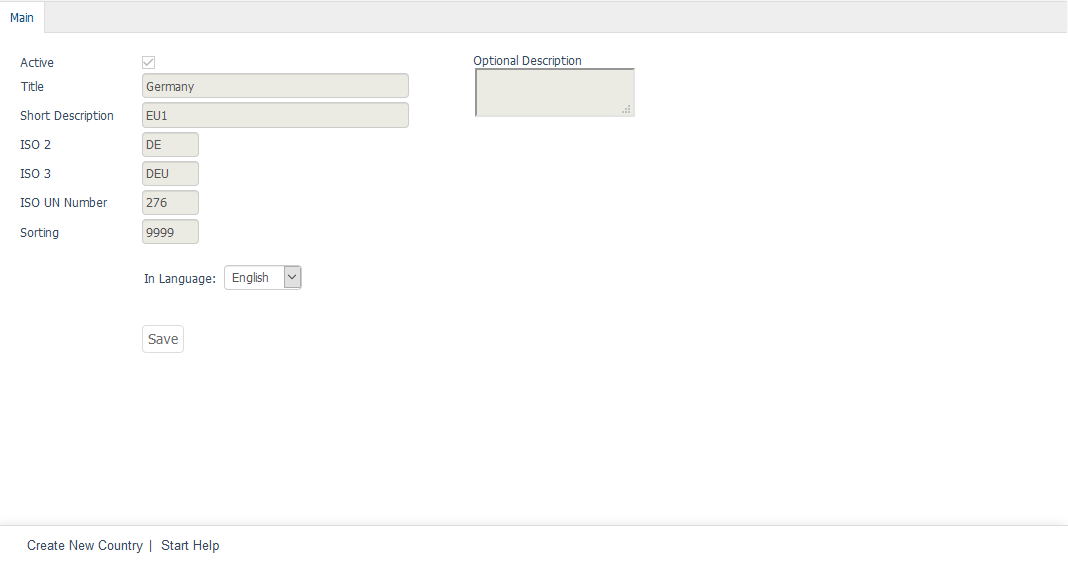 Main
Active
Title Germany
Short Description EU1
ISO 2 DE
ISO 3 DEU
ISO UN Number 276
Sorting 9999
Optional Description
In Language: English
Save
Create New Country | Start Help